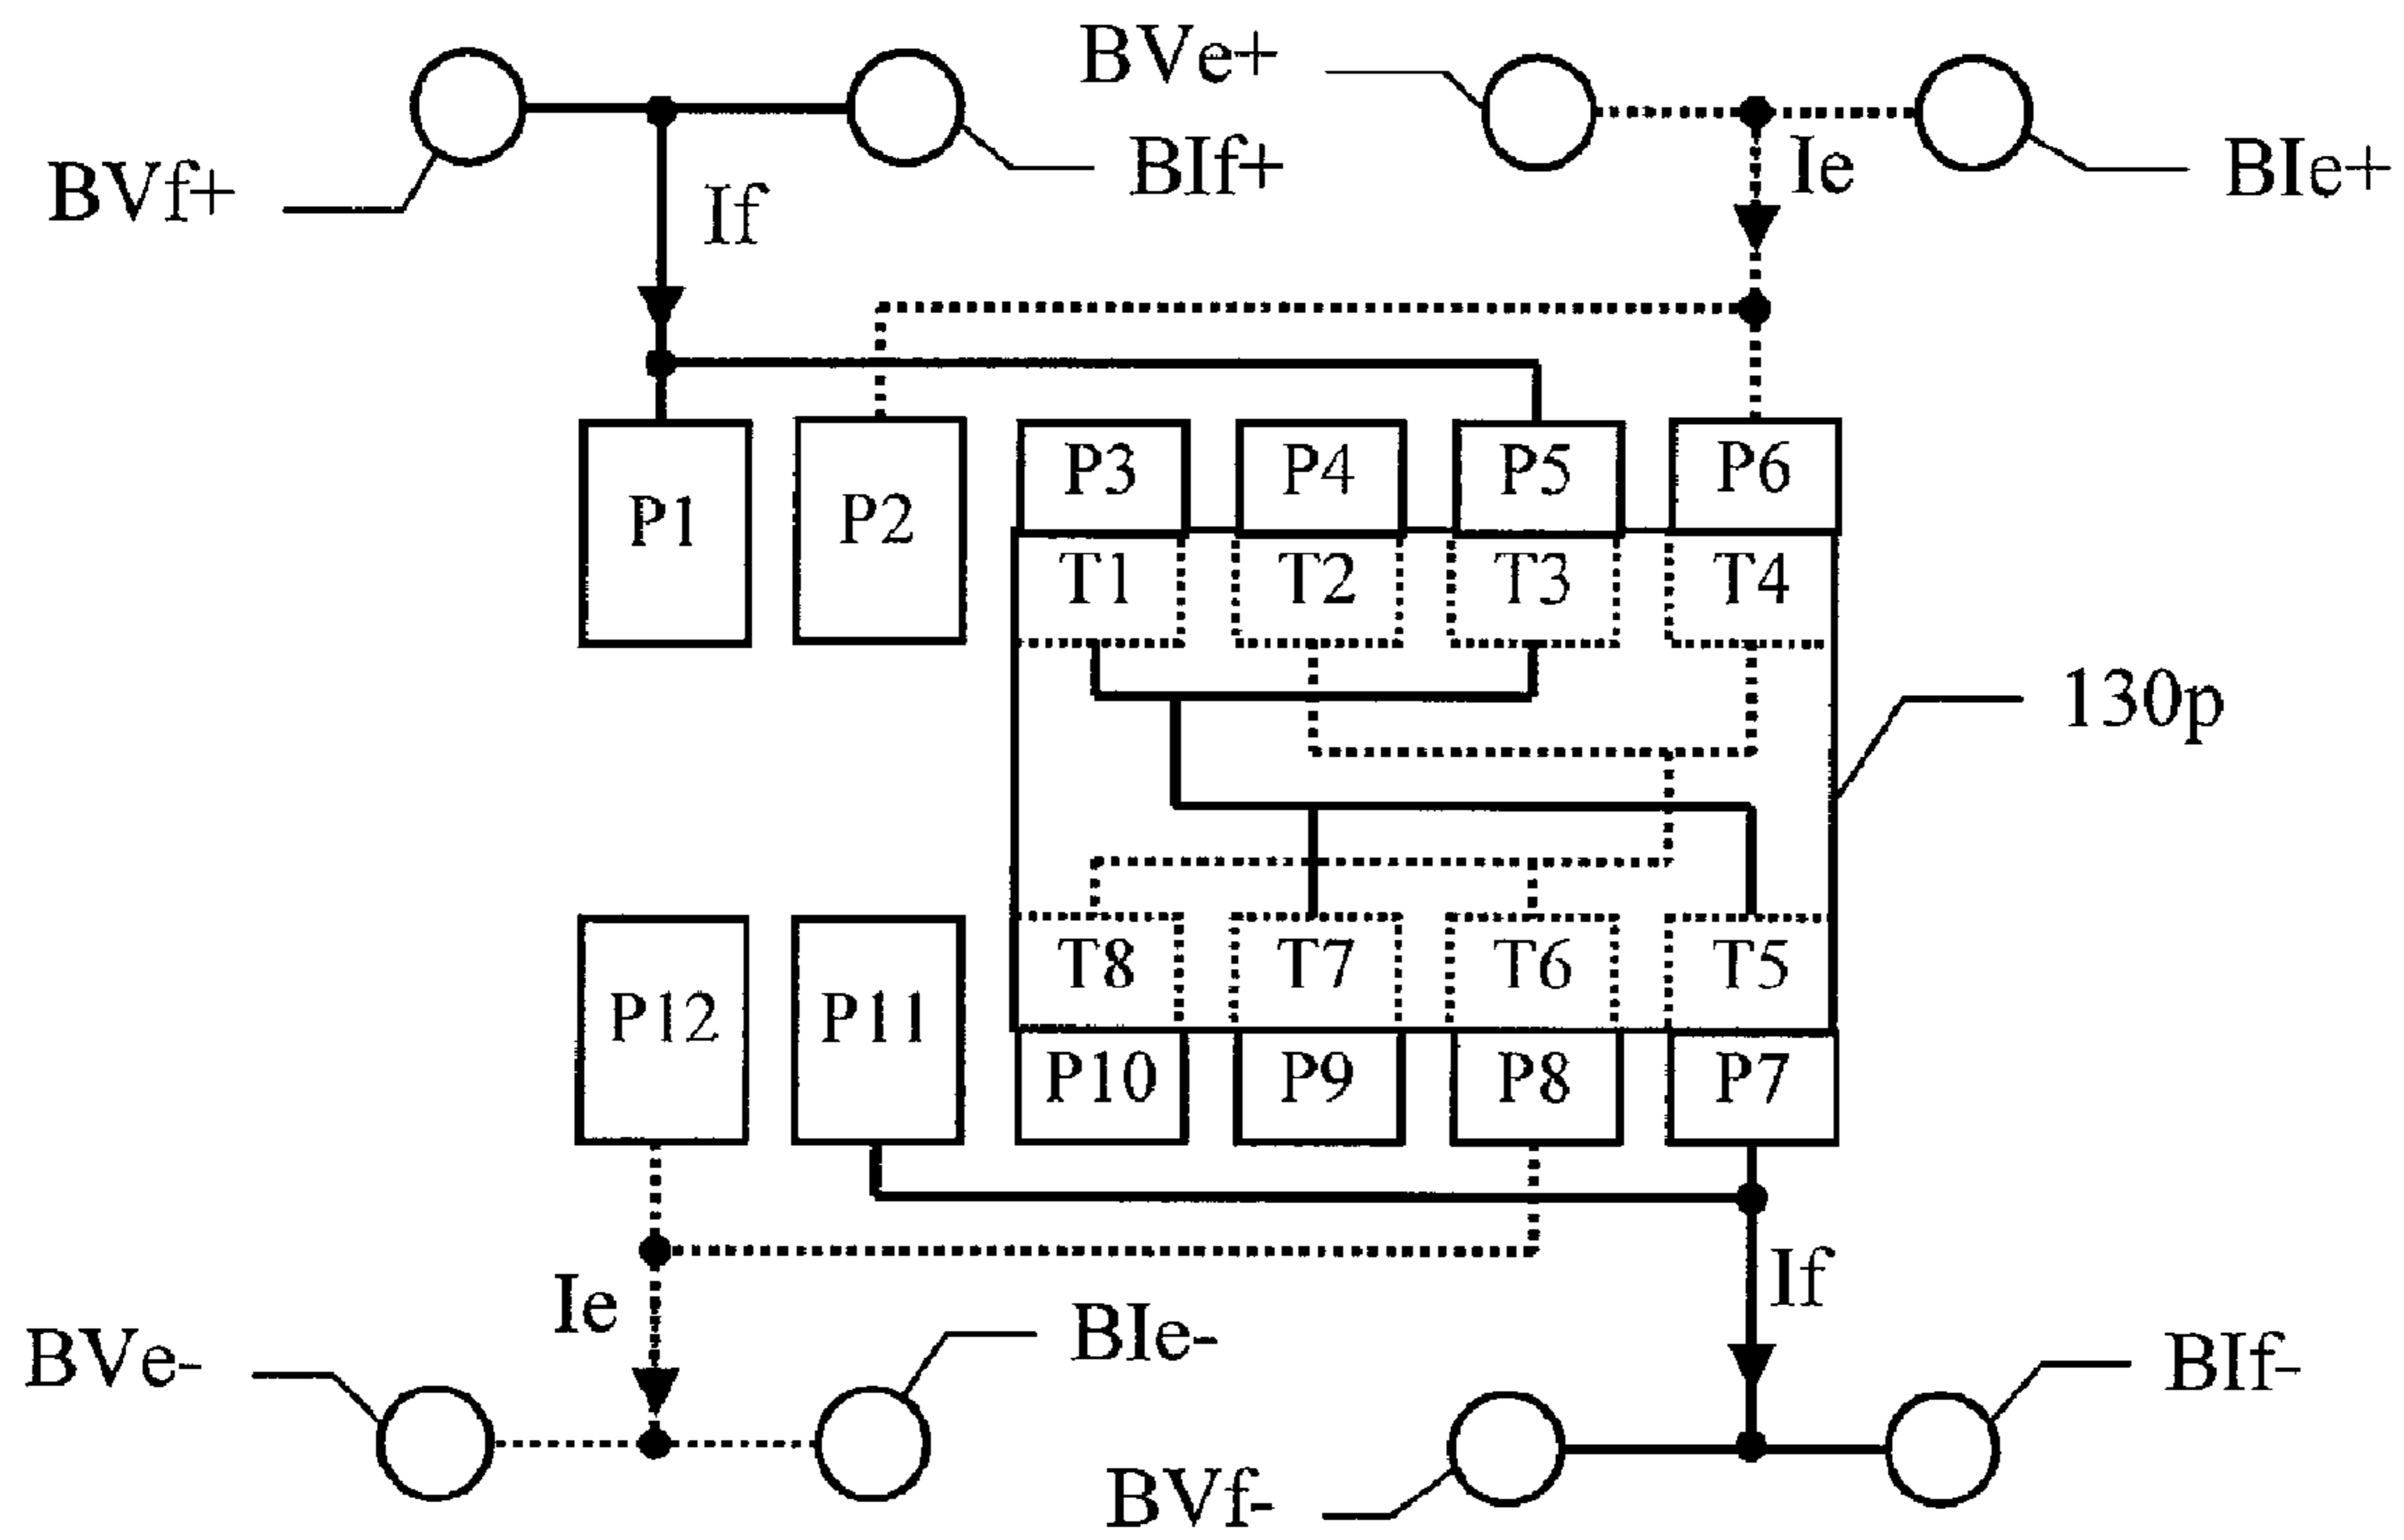 BVe+
BVf+
BIf+
Ie
BIe+
If
P1
P2
P3
P4
P5
P6
T1
T2
T3
T4
130p
T8
T7
T6
T5
P12
P11
P10
P9
P8
P7
Ie
If
BVe-
BIe-
BIf-
BVf-